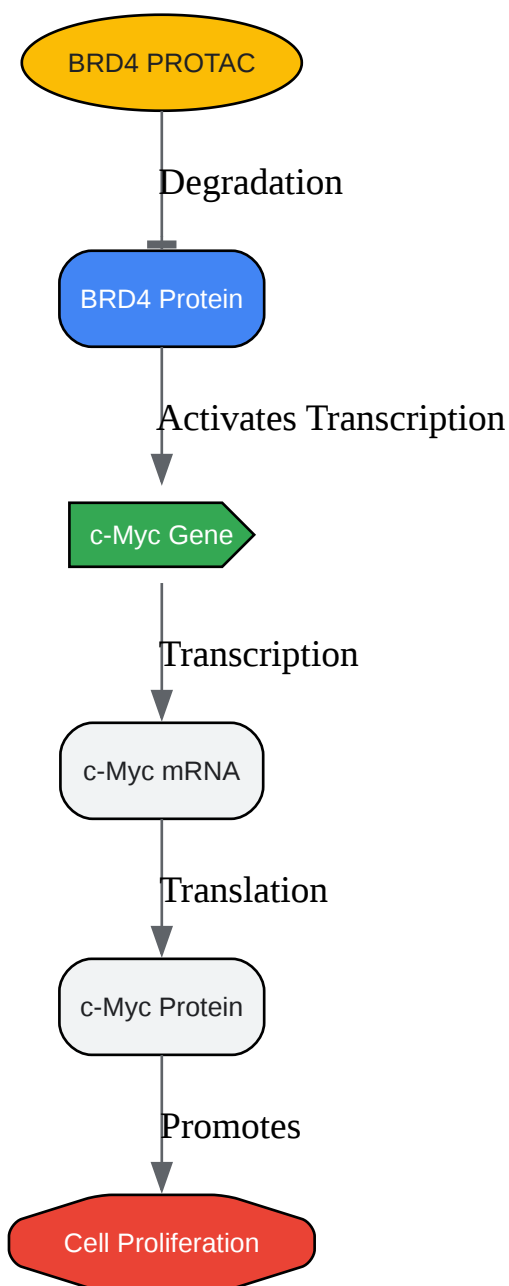 BRD4 PROTAC
Degradation
BRD4 Protein
Activates Transcription
c-Myc Gene
Transcription
c-Myc mRNA
Translation
c-Myc Protein
Promotes
Cell Proliferation